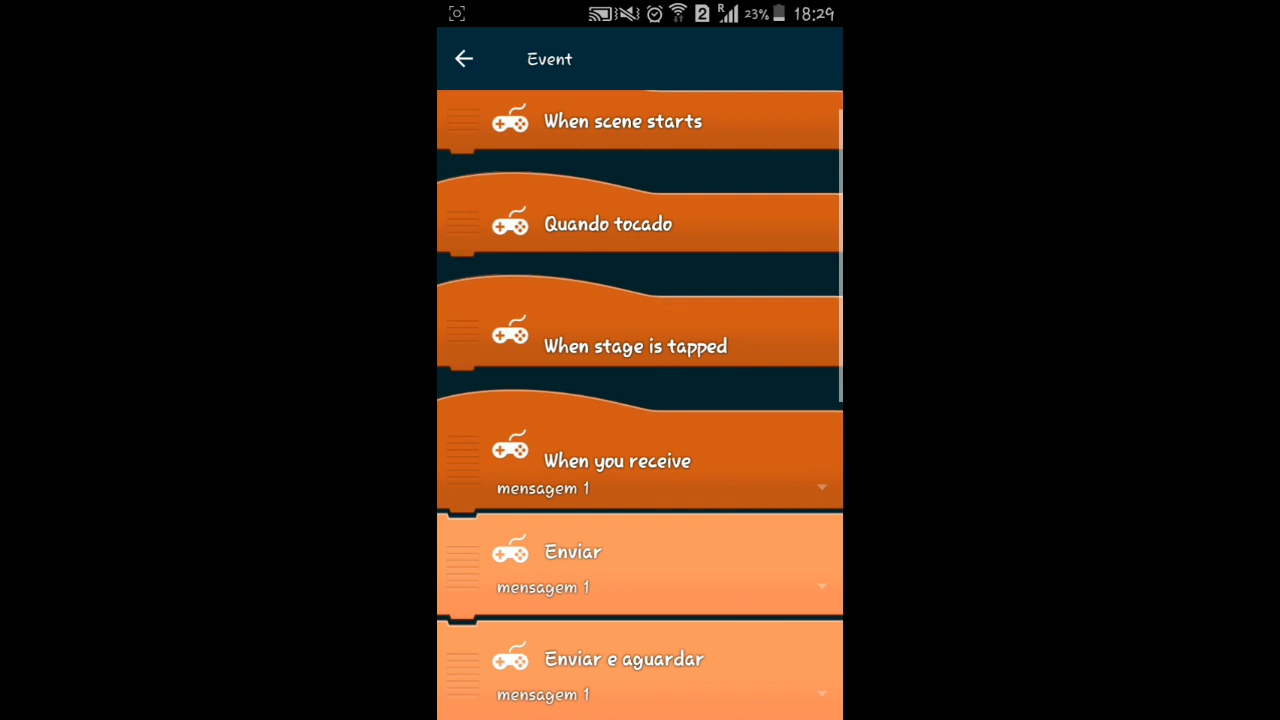 2 R 23% 18:29
Event
When scene starts
Quando tocado
When stage is tapped
When you receive
mensagem 1
Enviar
mensagem 1
Enviar e aguardar
mensagem 1